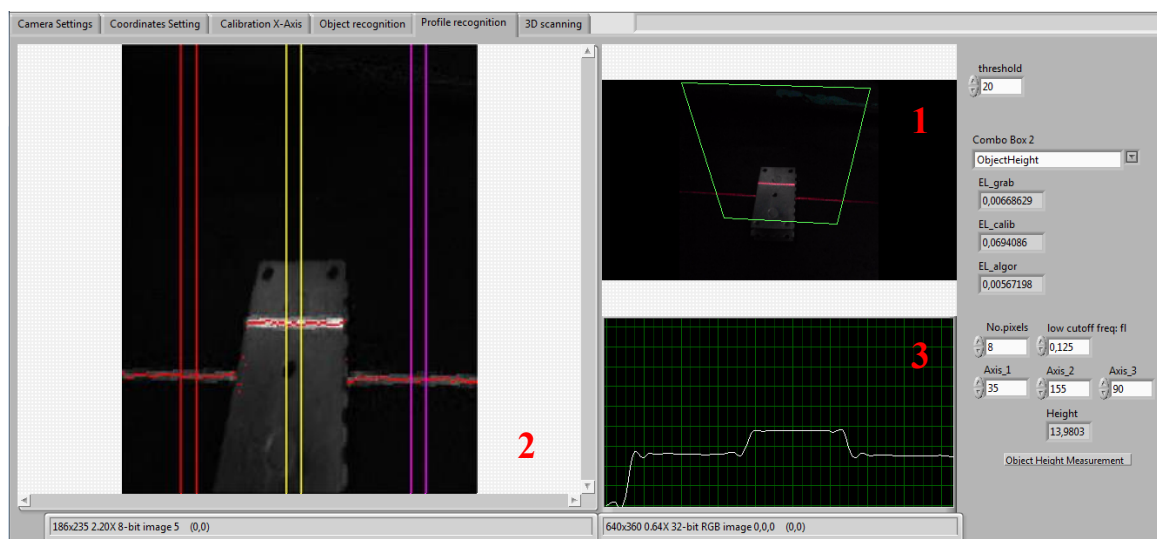 Camera Settings Coordinates Setting Calibration X-Axis Object recognition Profile recognition 3D scanning
1
2
3
threshold
20
Combo Box 2
ObjectHeight
EL_grab
0,00668629
EL_calib
0,0694086
EL_algor
0,00567198
No.pixels low cutoff freq: fl
8 0,125
Axis_1 Axis_2 Axis_3
35 155 90
Height
13,9803
Object Height Measurement
186x235 2.20X 8-bit image 5 (0,0)
640x360 0.64X 32-bit RGB image 0,0,0 (0,0)